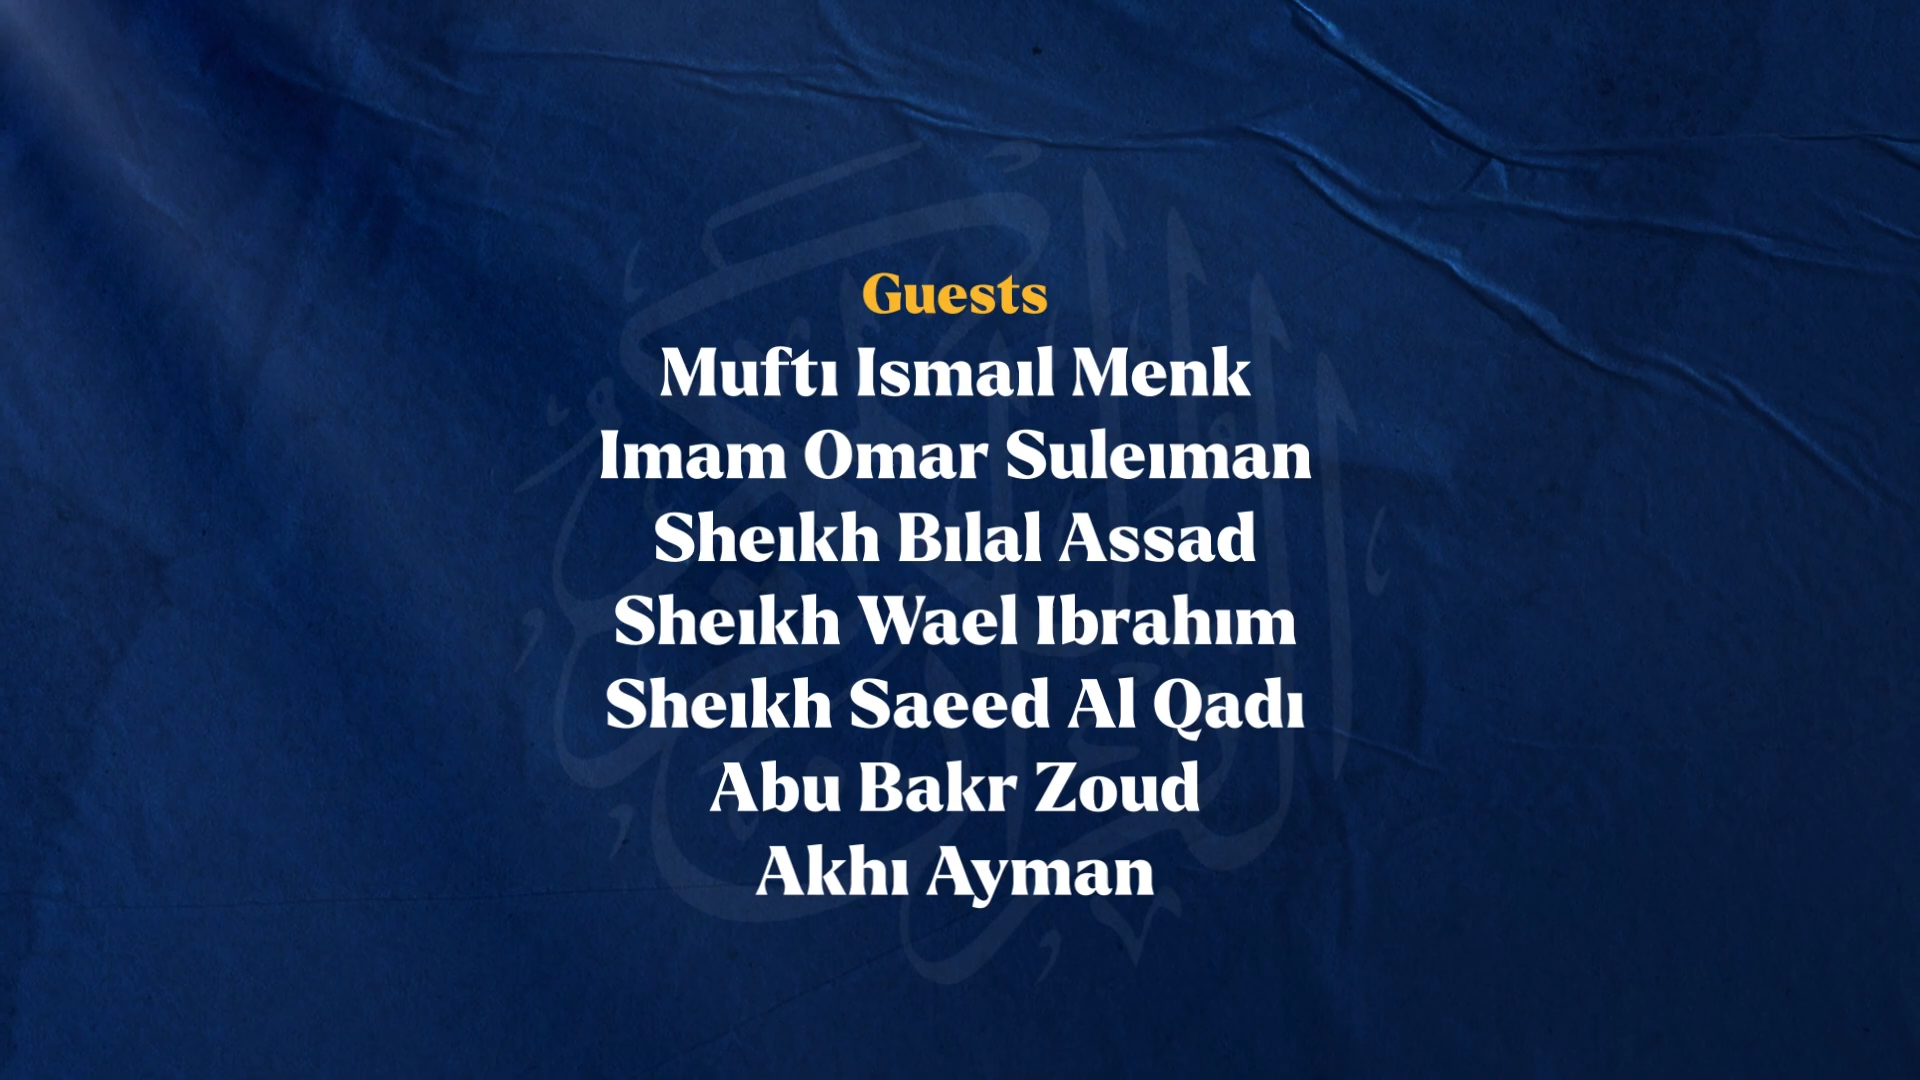 Guests
Muftı Ismaıl Menk
Imam Omar Suleıman
Sheıkh Bılal Assad
Sheıkh Wael Ibrahım
Sheıkh Saeed Al Qadı
Abu Bakr Zoud
Akhı Ayman